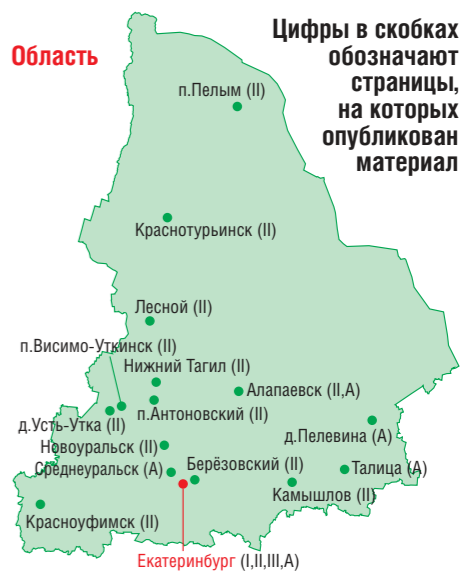 Область
Цифры в скобках
обозначают
страницы,
на которых
опубликован
материал
п.Пелым (II)
Краснотурьинск (II)
Лесной (II)
п.Висимо-Уткинск (II)
Нижний Тагил (II)
Алапаевск (II,А)
п.Антоновский (II)
д.Усть-Утка (II)
д.Пелевина (А)
Новоуральск (II)
Среднеуральск (А)
Берёзовский (II)
Талица (А)
Камышлов (II)
Красноуфимск (II)
Екатеринбург (I,II,III,А)